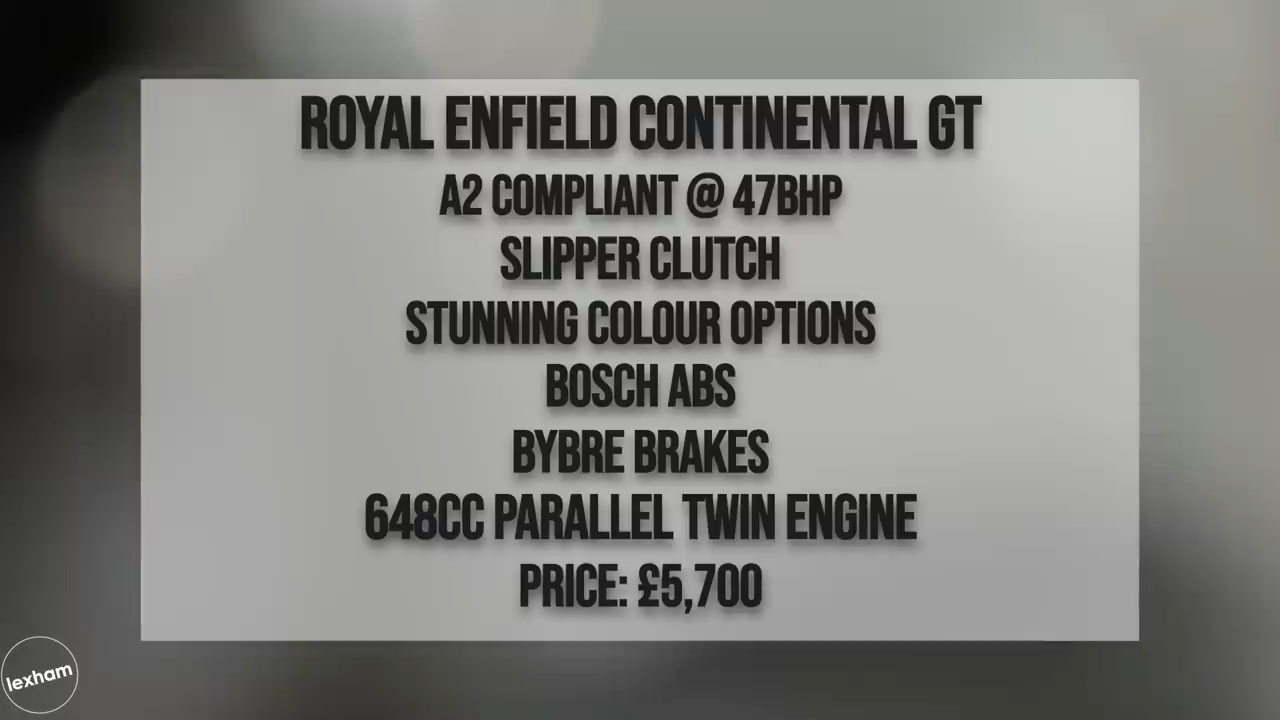 ROYAL ENFIELD CONTINENTAL GT
A2 COMPLIANT @ 47BHP
SLIPPER CLUTCH
STUNNING COLOUR OPTIONS
BOSCH ABS
BYBRE BRAKES
648CC PARALLEL TWIN ENGINE
PRICE: £5,700
lexham